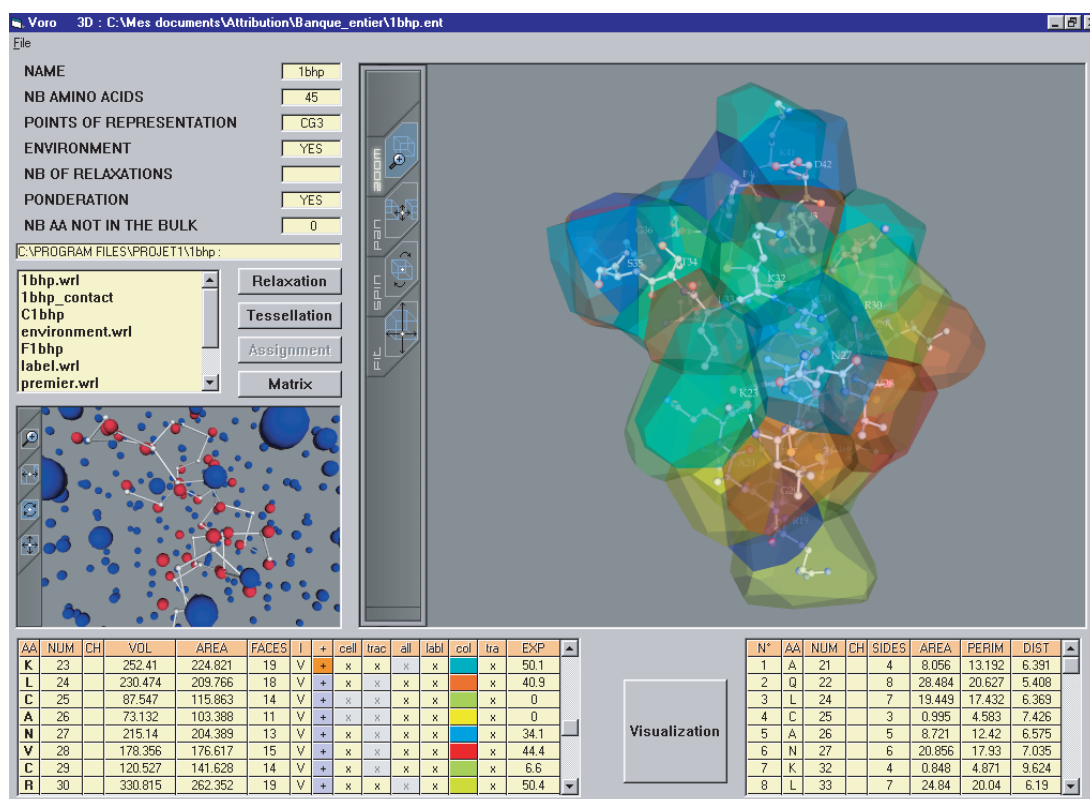 Voro 3D : C:\Mes documents\Attribution\Banque_entier\1bhp.ent
File
NAME 1bhp
NB AMINO ACIDS 45
POINTS OF REPRESENTATION CG3
ENVIRONMENT YES
NB OF RELAXATIONS
PONDERATION YES
NB AA NOT IN THE BULK 0
C:\PROGRAM FILES\PROJET1\1bhp :
1bhp.wrl
1bhp_contact
C1bhp
environment.wrl
F1bhp
label.wrl
premier.wrl
Relaxation
Tessellation
Assignment
Matrix
zoom
pan
spin
fit
D42
S35
T34
K32
R30
N27
K23
R19
AA NUM CH VOL AREA FACES I + cell trac all labl col tra EXP
K 23 252.41 224.821 19 V + x x x x x 50.1
L 24 230.474 209.766 18 V + x x x x x 40.9
C 25 87.547 115.863 14 V + x x x x x 0
A 26 73.132 103.388 11 V + x x x x x 0
N 27 215.14 204.389 13 V + x x x x x 34.1
V 28 178.356 176.617 15 V + x x x x x 44.4
C 29 120.527 141.628 14 V + x x x x x 6.6
R 30 330.815 262.352 19 V + x x x x x 50.4
Visualization
N° AA NUM CH SIDES AREA PERIM DIST
1 A 21 4 8.056 13.192 6.391
2 Q 22 8 28.484 20.627 5.408
3 L 24 7 19.449 17.432 6.369
4 C 25 3 0.995 4.583 7.426
5 A 26 5 8.721 12.42 6.575
6 N 27 6 20.856 17.93 7.035
7 K 32 4 0.848 4.871 9.624
8 L 33 7 24.84 20.04 6.19